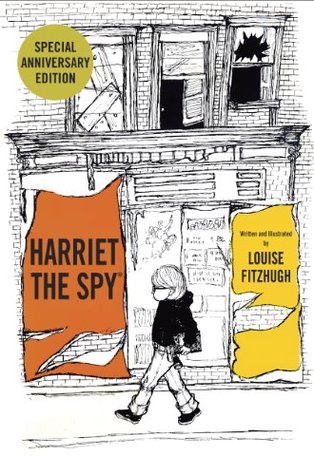 SPECIAL
ANNIVERSARY
EDITION
HARRIET
THE SPY®
Written and Illustrated
by
LOUISE
FITZHUGH